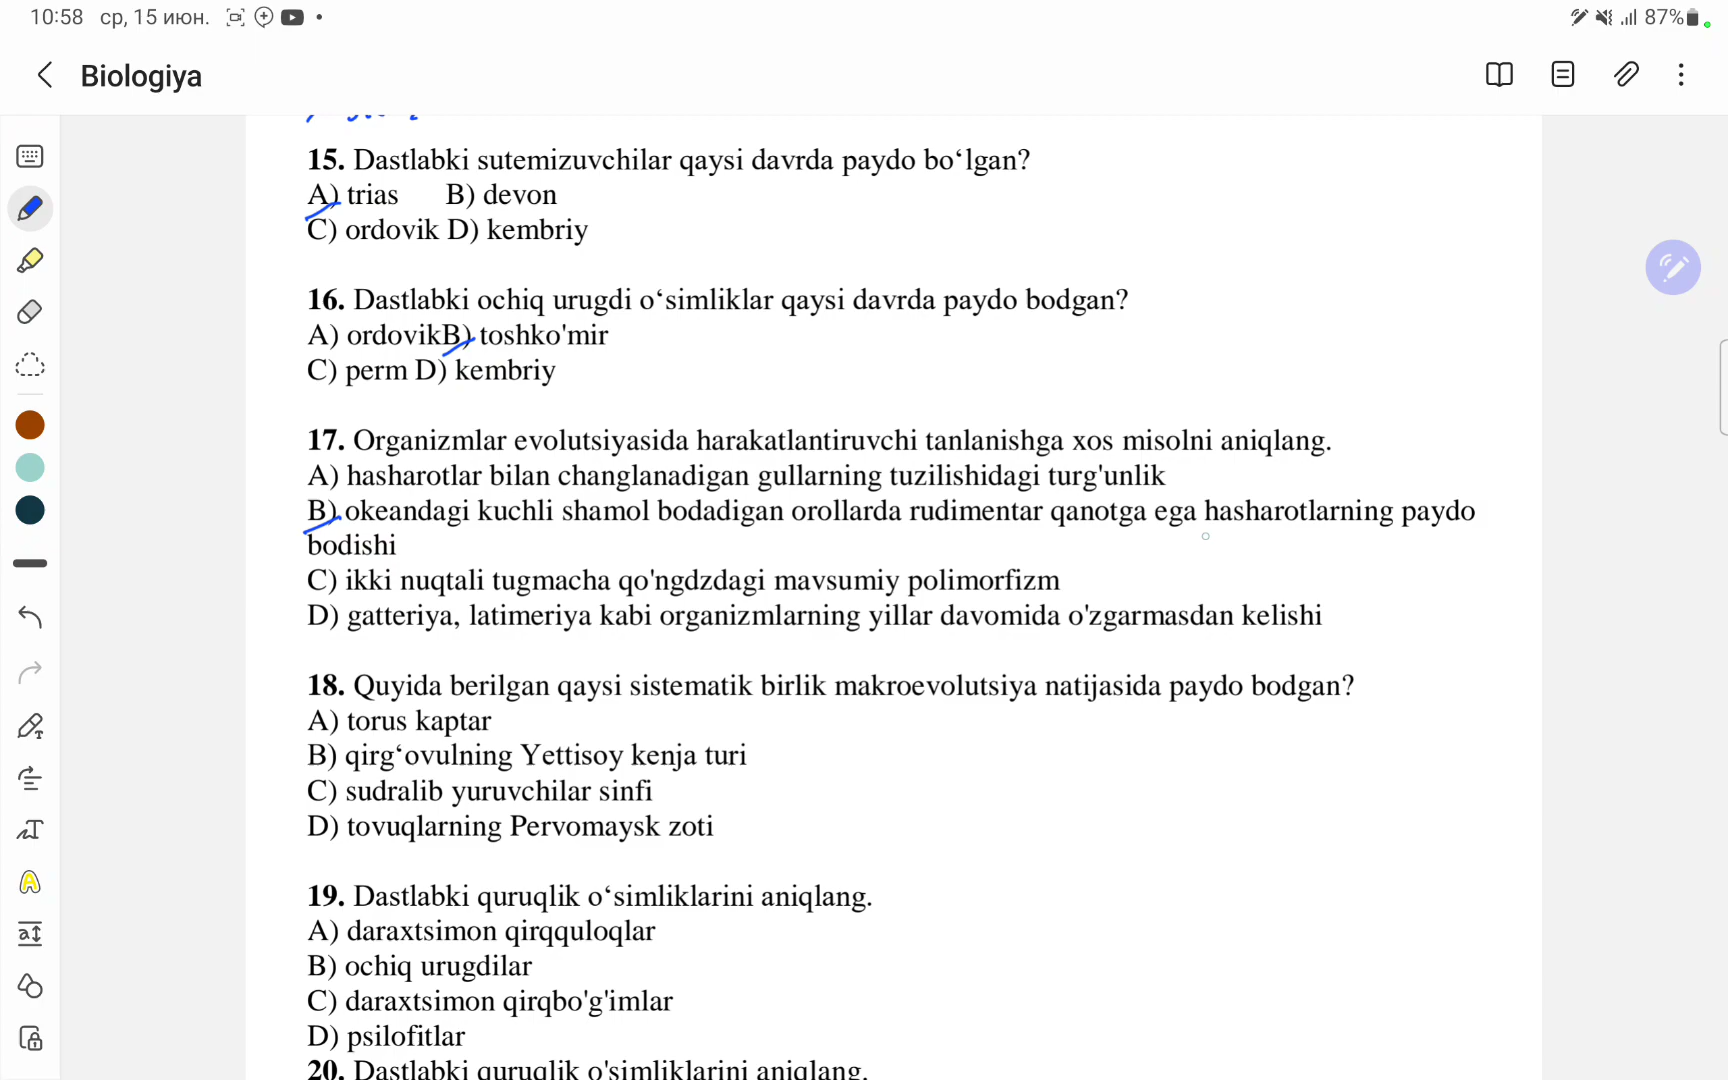 10:58 ср, 15 июн.
87%
Biologiya
15. Dastlabki sutemizuvchilar qaysi davrda paydo bo‘lgan?
A) trias B) devon
C) ordovik D) kembriy
16. Dastlabki ochiq urugdi o‘simliklar qaysi davrda paydo bodgan?
A) ordovikB) toshko'mir
C) perm D) kembriy
17. Organizmlar evolutsiyasida harakatlantiruvchi tanlanishga xos misolni aniqlang.
A) hasharotlar bilan changlanadigan gullarning tuzilishidagi turg'unlik
B) okeandagi kuchli shamol bodadigan orollarda rudimentar qanotga ega hasharotlarning paydo
bodishi
C) ikki nuqtali tugmacha qo'ngdzdagi mavsumiy polimorfizm
D) gatteriya, latimeriya kabi organizmlarning yillar davomida o'zgarmasdan kelishi
18. Quyida berilgan qaysi sistematik birlik makroevolutsiya natijasida paydo bodgan?
A) torus kaptar
B) qirg‘ovulning Yettisoy kenja turi
C) sudralib yuruvchilar sinfi
D) tovuqlarning Pervomaysk zoti
19. Dastlabki quruqlik o‘simliklarini aniqlang.
A) daraxtsimon qirqquloqlar
B) ochiq urugdilar
C) daraxtsimon qirqbo'g'imlar
D) psilofitlar
20. Dastlabki quruqlik o'simliklarini aniqlang.